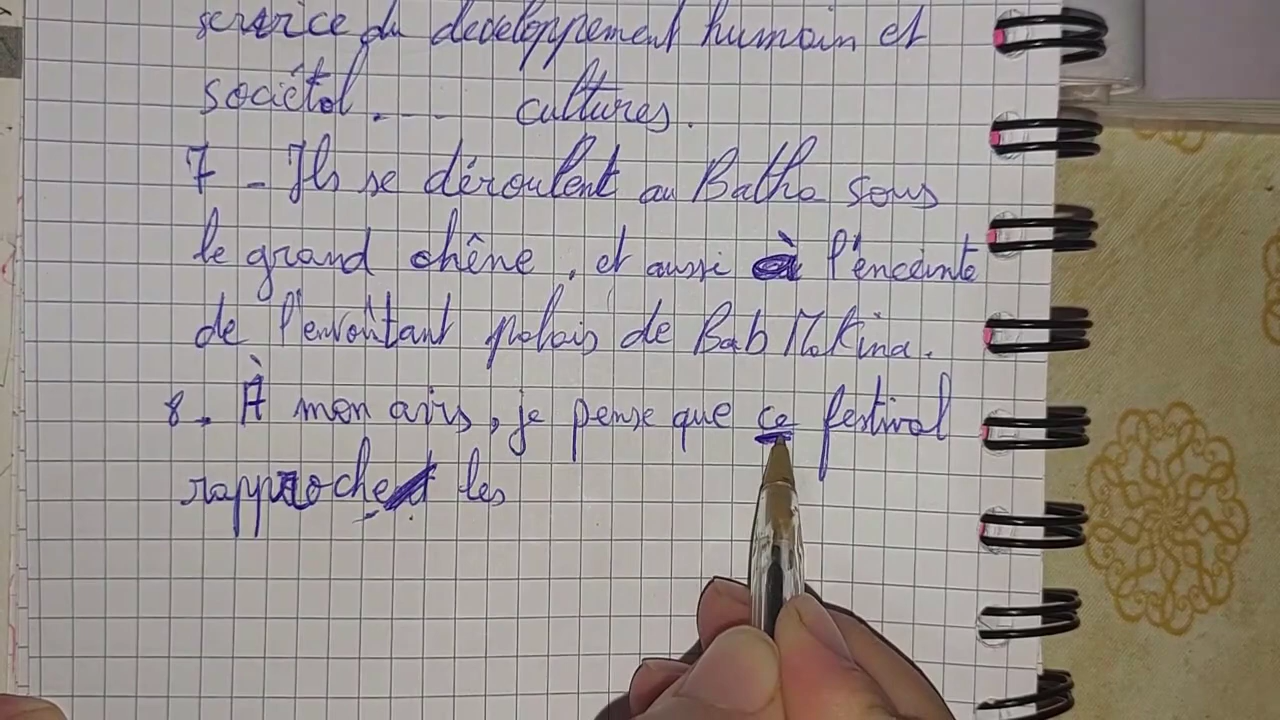 service du developpement humain et
sociétal .... cultures.
7 - Ils se déroulent au Batha sous
le grand chêne, et aussi à l'enceinte
de l'envoûtant palais de Bab Makina.
8. À mon avis, je pense que ce festival
rapproche les